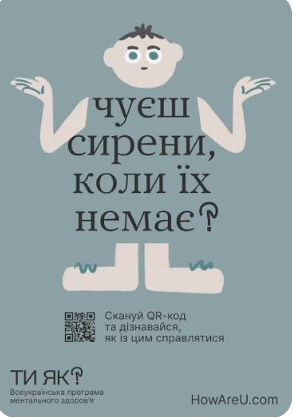 чуєш
сирени,
коли їх
немає?
Скануй QR-код
та дізнавайся,
як із цим справлятися
ТИ ЯК?
Всеукраїнська програма
ментального здоров'я
HowAreU.com